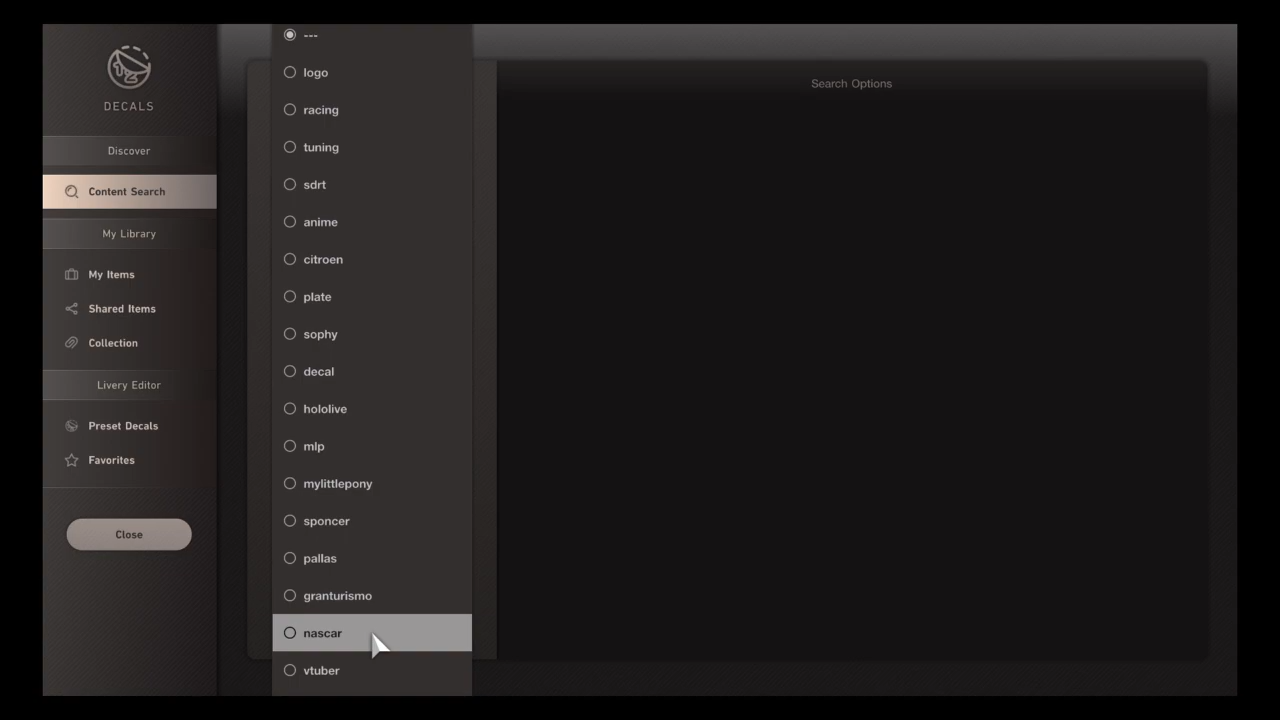 DECALS
Discover
Content Search
My Library
My Items
Shared Items
Collection
Livery Editor
Preset Decals
Favorites
Close
---
logo
racing
tuning
sdrt
anime
citroen
plate
sophy
decal
hololive
mlp
mylittlepony
sponcer
pallas
granturismo
nascar
vtuber
Search Options